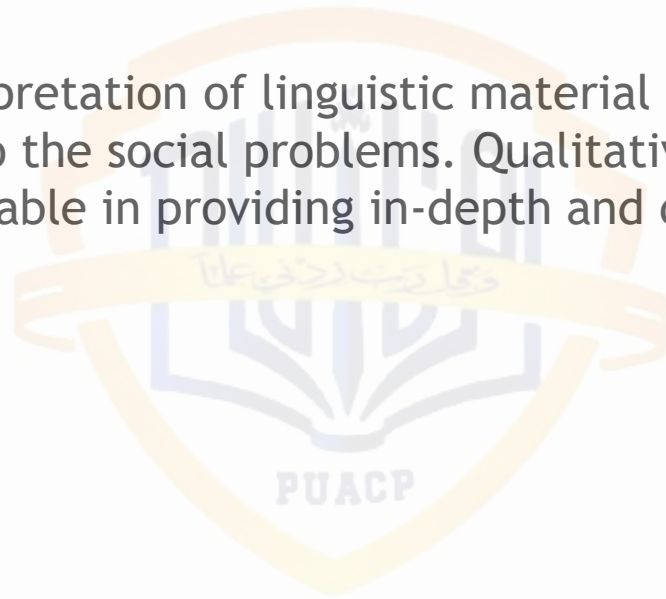 pretation of linguistic material
the social problems. Qualitativ
able in providing in-depth and
وَقُل رَّبِّ زِدْنِي عِلْمًا
PUACP